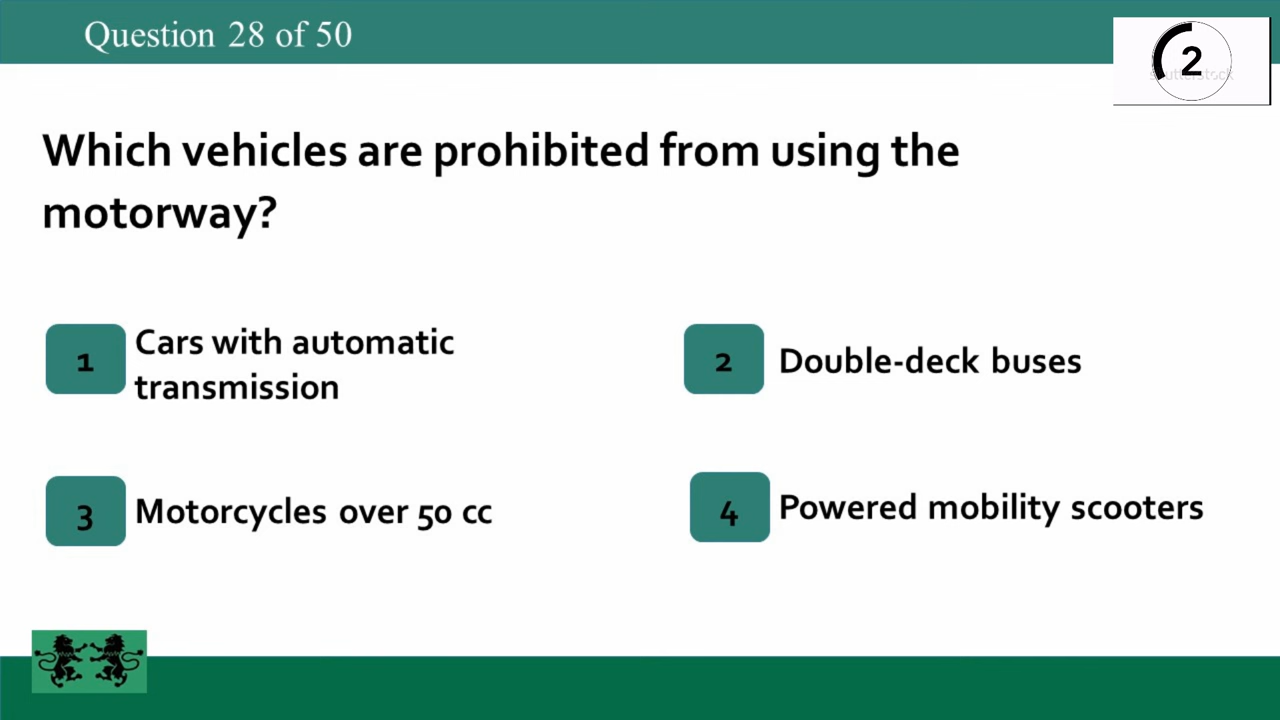 Question 28 of 50
2
shutterstock
Which vehicles are prohibited from using the
motorway?
1
Cars with automatic
transmission
2
Double-deck buses
3
Motorcycles over 50 cc
4
Powered mobility scooters